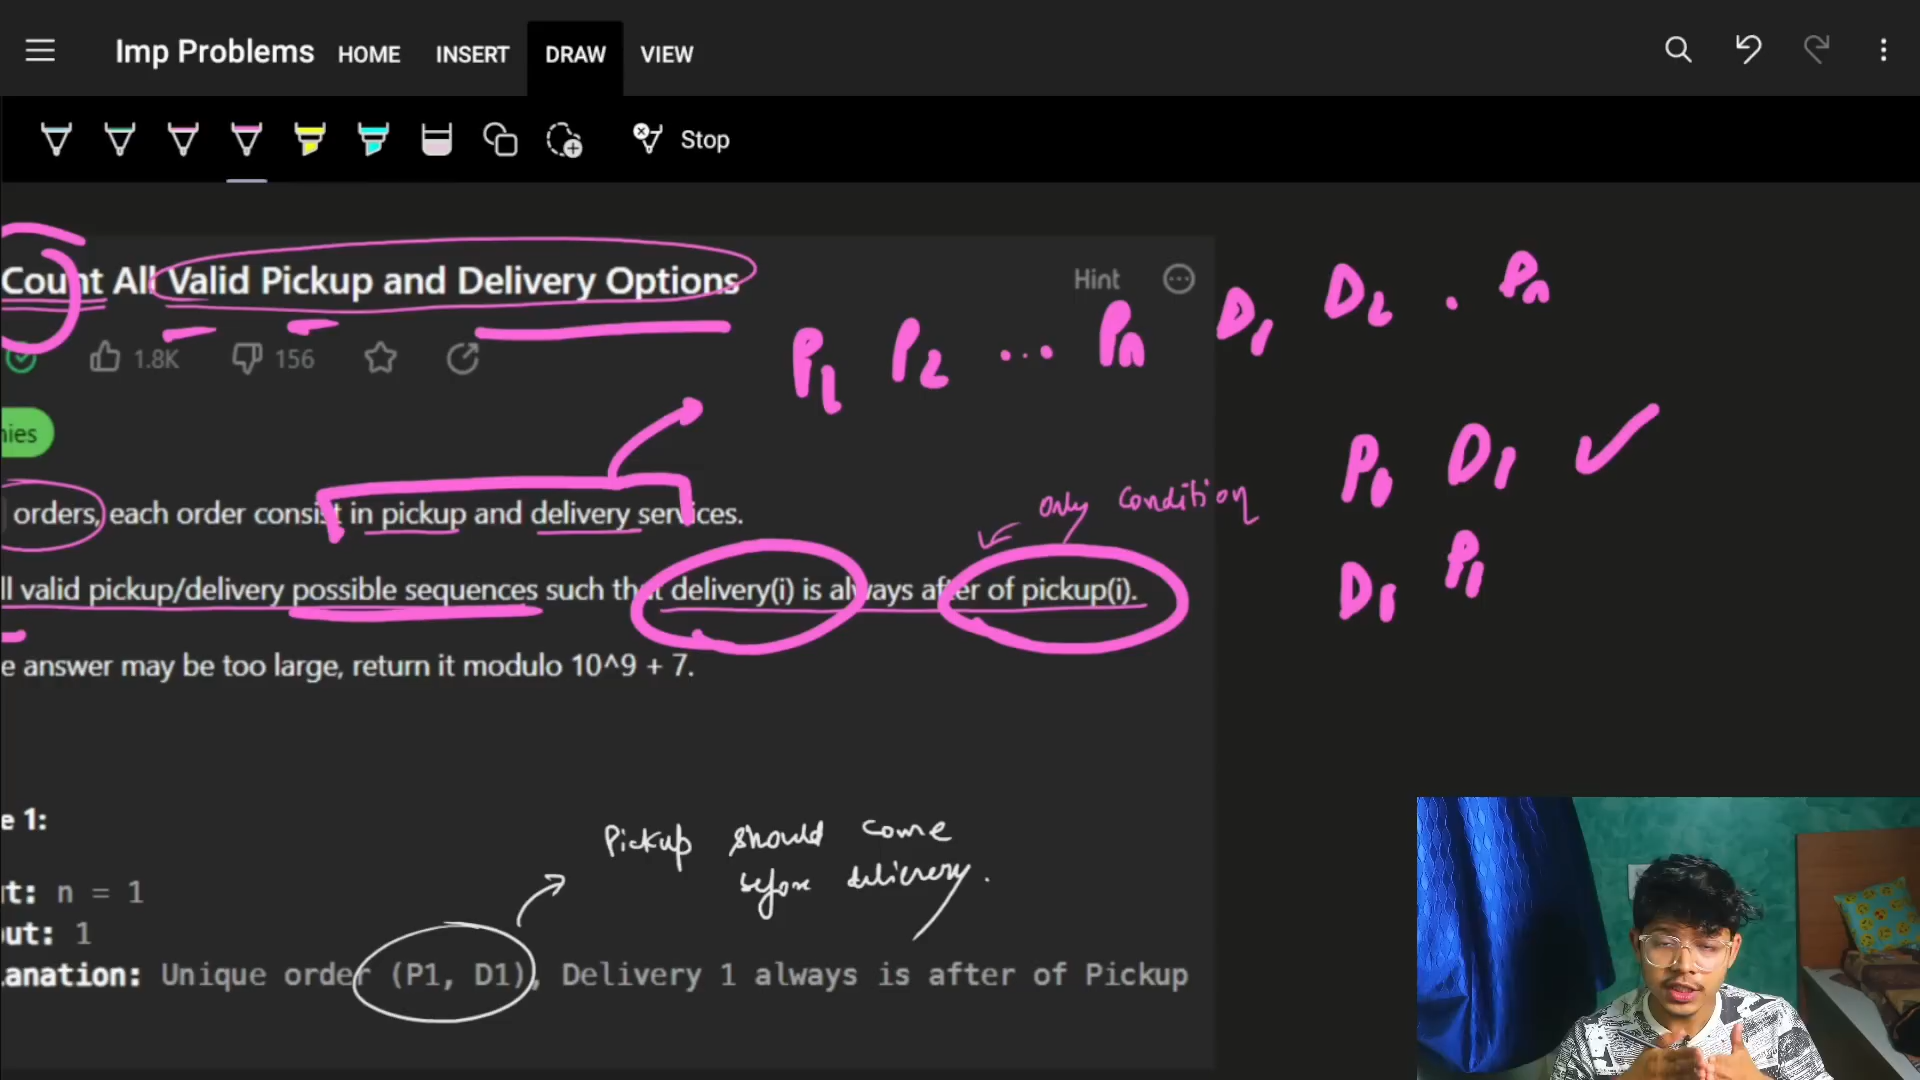 Imp Problems HOME INSERT DRAW VIEW
Stop
Count All Valid Pickup and Delivery Options
Hint
1.8K 156
P1 P2 ... Pn D1 D2 . Pn
nies
P1 D1 ✓
only condition
orders, each order consist in pickup and delivery services.
D1 P1
ll valid pickup/delivery possible sequences such that delivery(i) is always after of pickup(i).
e answer may be too large, return it modulo 10^9 + 7.
e 1:
Pickup should come
before delivery.
ut: n = 1
out: 1
lanation: Unique order (P1, D1), Delivery 1 always is after of Pickup